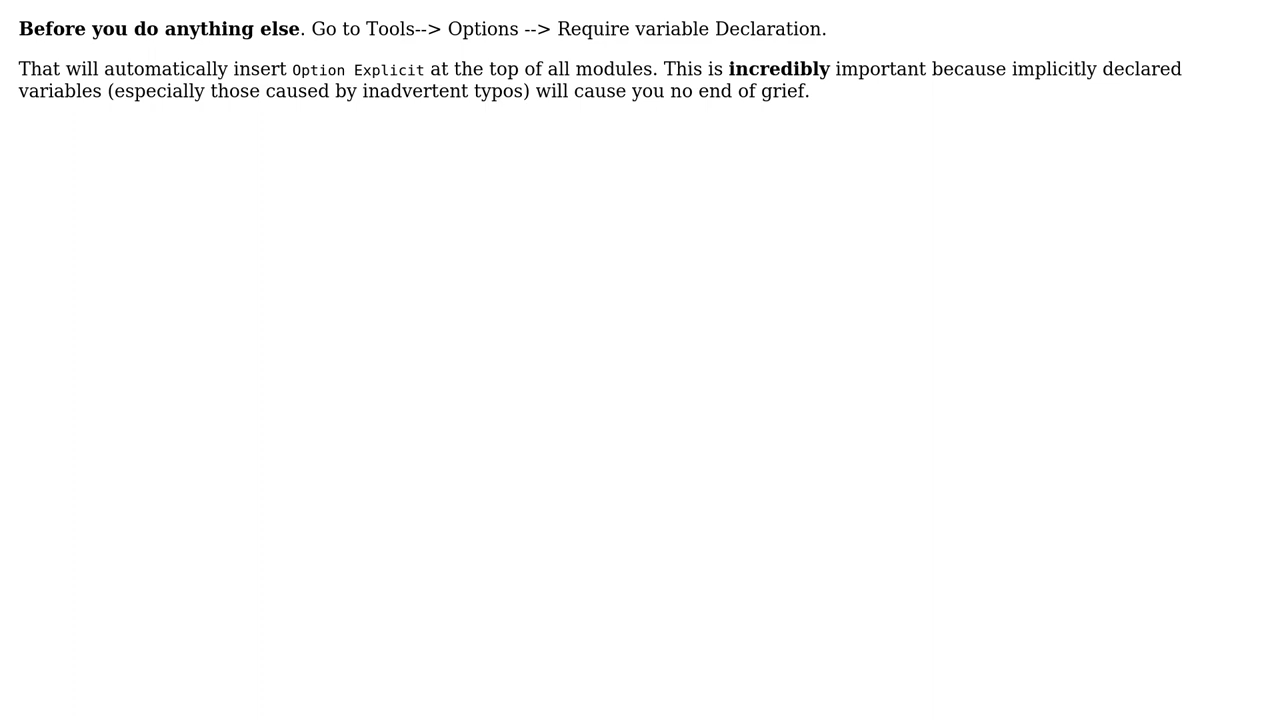 Before you do anything else. Go to Tools--> Options --> Require variable Declaration.
That will automatically insert Option Explicit at the top of all modules. This is incredibly important because implicitly declared
variables (especially those caused by inadvertent typos) will cause you no end of grief.